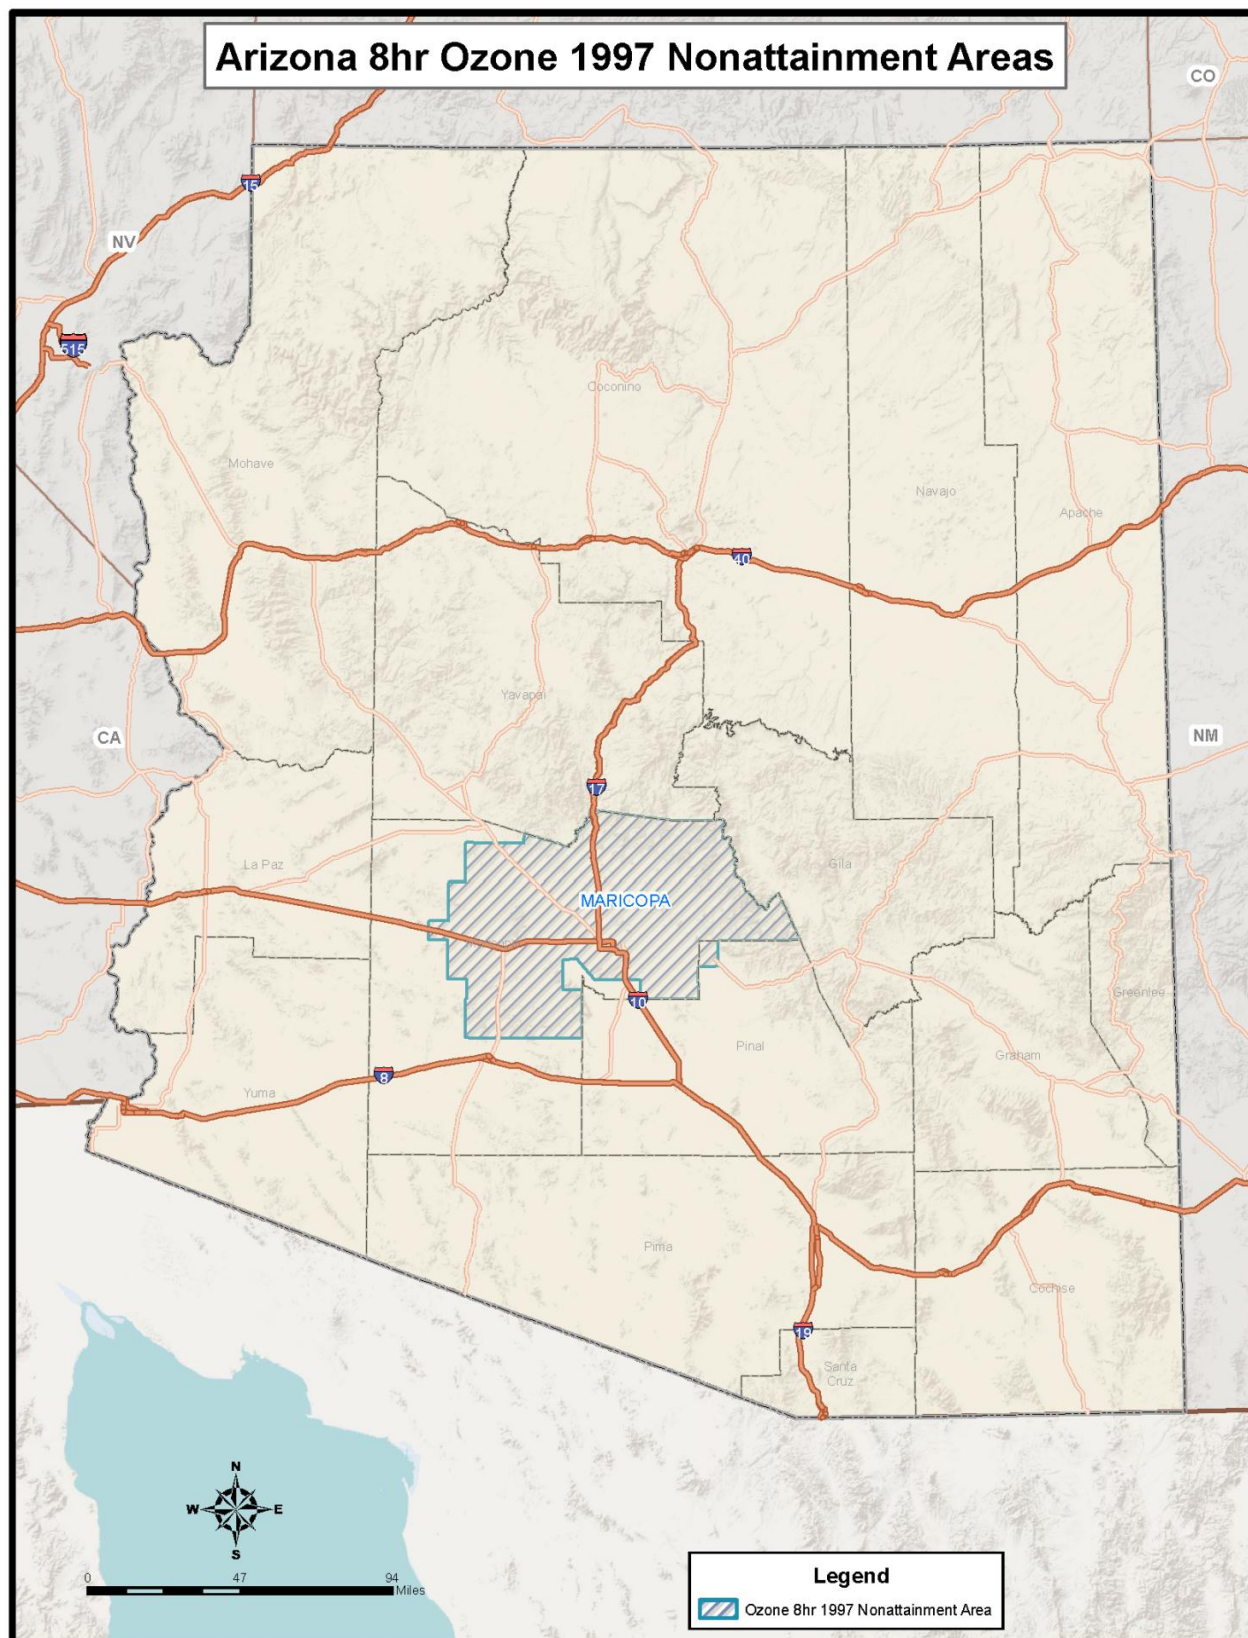 Arizona 8hr Ozone 1997 Nonattainment Areas
CO
15
NV
515
Coconino
Mohave
Navajo
Apache
40
Yavapai
CA
NM
17
La Paz
Gila
MARICOPA
Greenlee
10
Pinal
Graham
8
Yuma
Pima
Cochise
19
Santa
Cruz
N
W E
S
0 47 94
Miles
Legend
Ozone 8hr 1997 Nonattainment Area